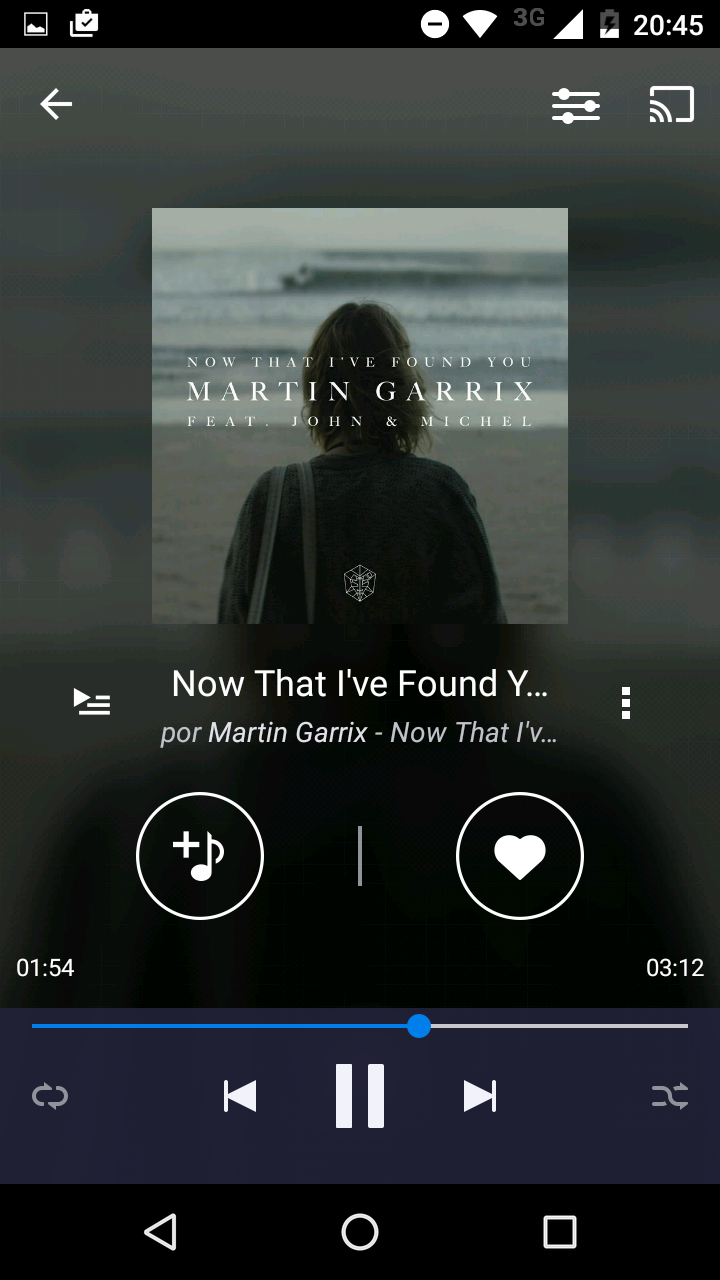 3G 20:45
NOW THAT I'VE FOUND YOU
MARTIN GARRIX
FEAT. JOHN & MICHEL
Now That I've Found Y...
por Martin Garrix - Now That I'v...
01:54 03:12